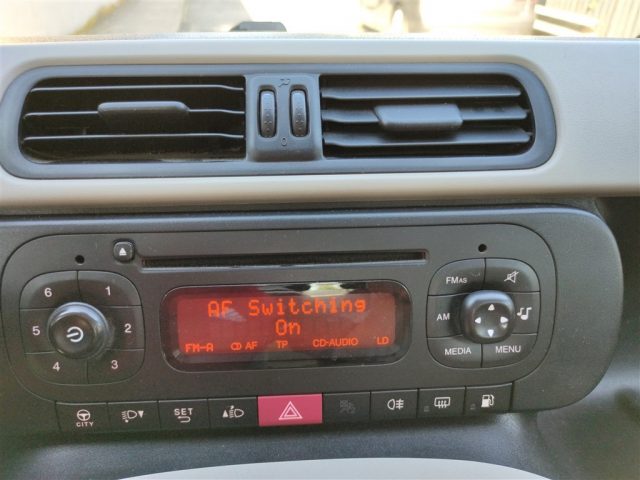 AF Switching
On
FM-A CD AF TP CD-AUDIO LD
6 1
5 2
4 3
FMAS
AM
MEDIA MENU
CITY
SET